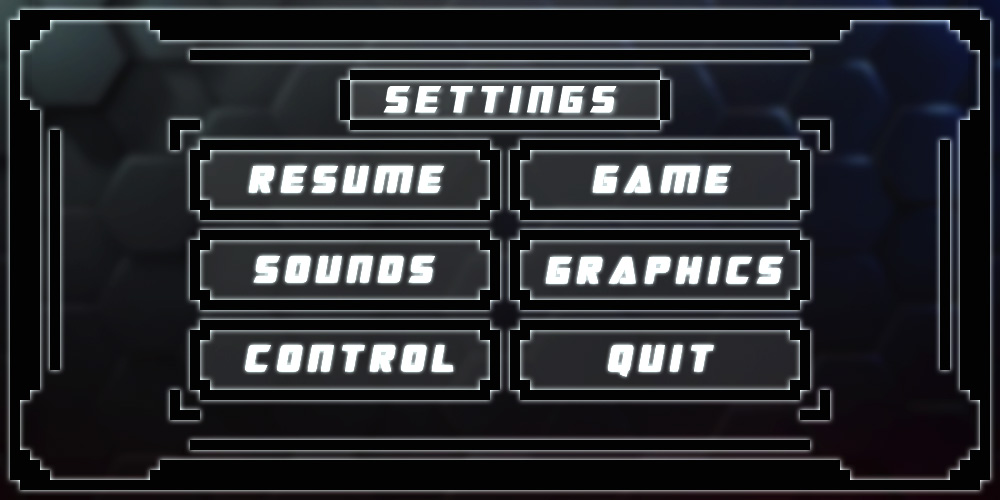 SETTINGS
RESUME
GAME
SOUNDS
GRAPHICS
CONTROL
QUIT